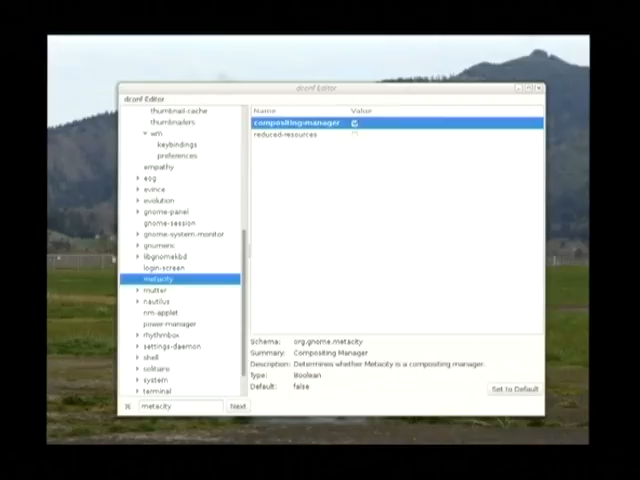 dconf Editor
dconf Editor
thumbnail-cache
thumbnailers
wm
keybindings
preferences
empathy
eog
evince
evolution
gnome-panel
gnome-session
gnome-system-monitor
gnumeric
libgnomekbd
login-screen
metacity
mutter
nautilus
nm-applet
power-manager
rhythmbox
settings-daemon
shell
solitaire
system
terminal
metacity Next
Name Value
compositing-manager
reduced-resources
Schema: org.gnome.metacity
Summary: Compositing Manager
Description: Determines whether Metacity is a compositing manager.
Type: Boolean
Default: false
Set to Default